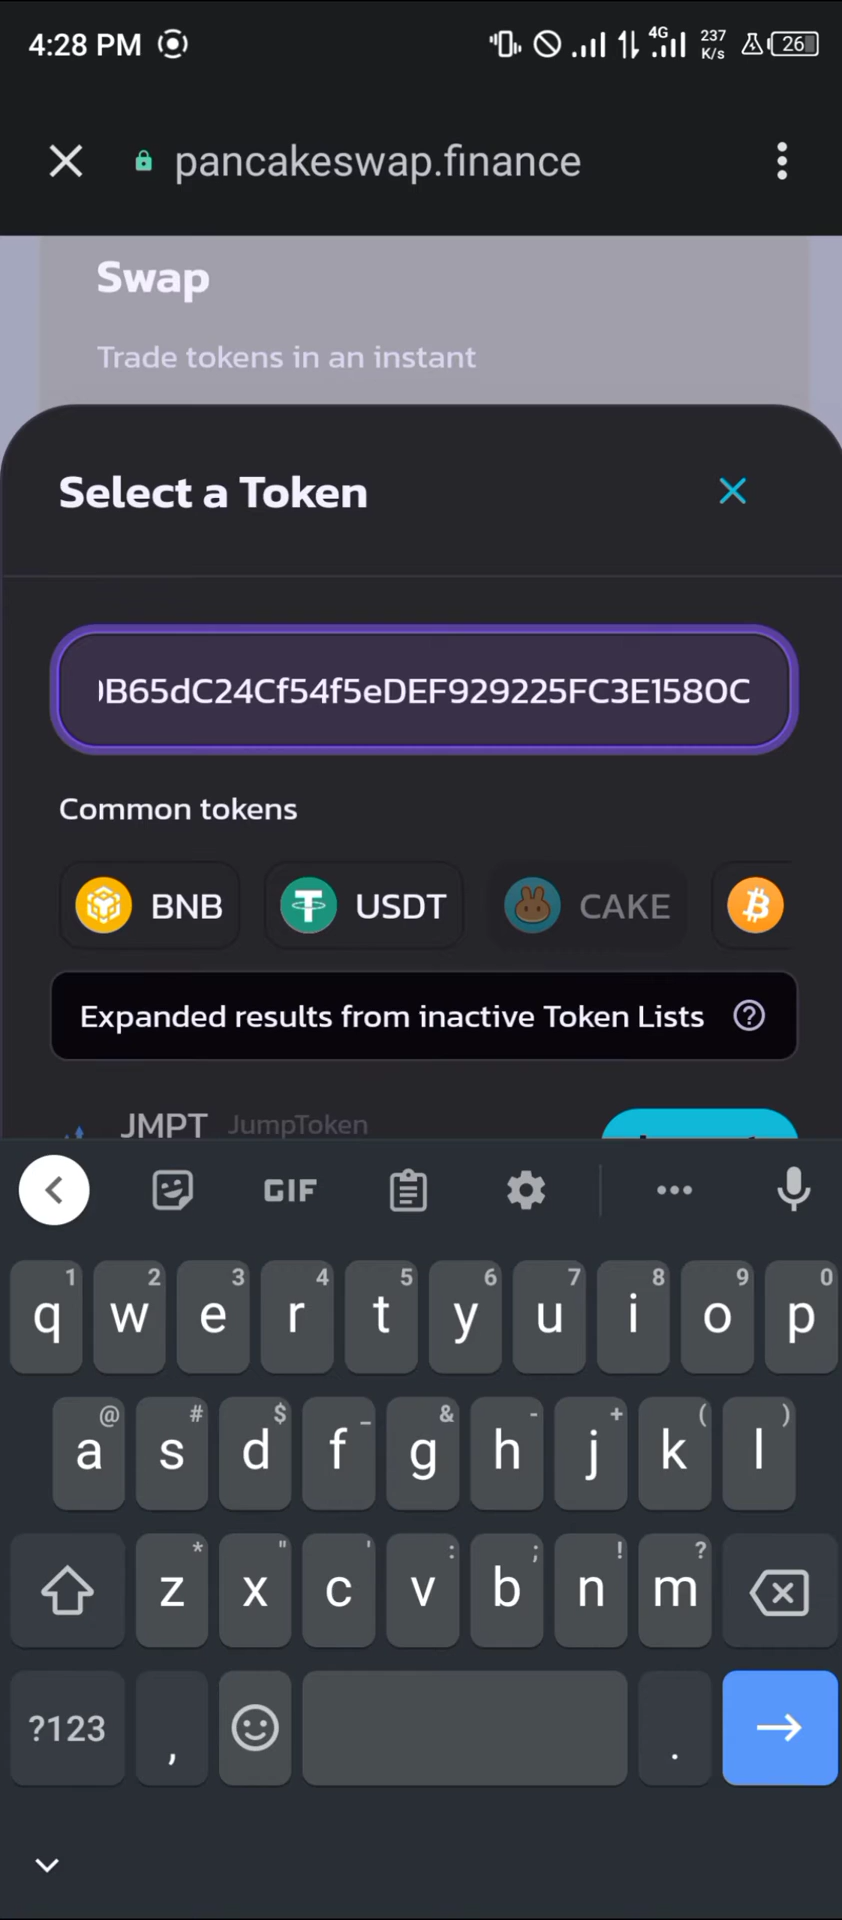 4:28 PM
4G
237
K/s
26
pancakeswap.finance
Swap
Trade tokens in an instant
Select a Token
B65dC24Cf54f5eDEF929225FC3E1580C
Common tokens
BNB
USDT
CAKE
Expanded results from inactive Token Lists
JMPT JumpToken
GIF
1 2 3 4 5 6 7 8 9 0
q w e r t y u i o p
@ # $ _ & - + ( )
a s d f g h j k l
* " ' : ; ! ?
z x c v b n m
?123 , .